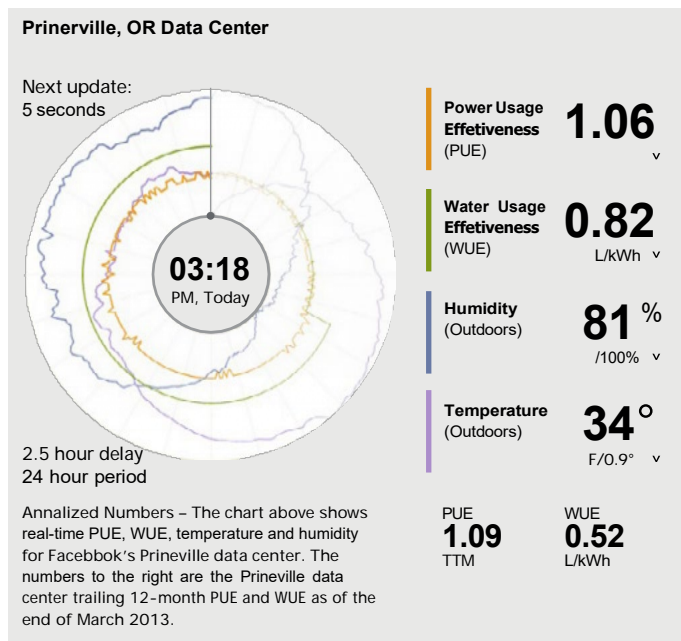 Prinerville, OR Data Center
Next update:
5 seconds
03:18
PM, Today
2.5 hour delay
24 hour period
Power Usage
Effetiveness
(PUE)
1.06
v
Water Usage
Effetiveness
(WUE)
0.82
L/kWh v
Humidity
(Outdoors)
81 %
/100% v
Temperature
(Outdoors)
34°
F/0.9° v
Annalized Numbers – The chart above shows
real-time PUE, WUE, temperature and humidity
for Facebbok's Prineville data center. The
numbers to the right are the Prineville data
center trailing 12-month PUE and WUE as of the
end of March 2013.
PUE
1.09
TTM
WUE
0.52
L/kWh